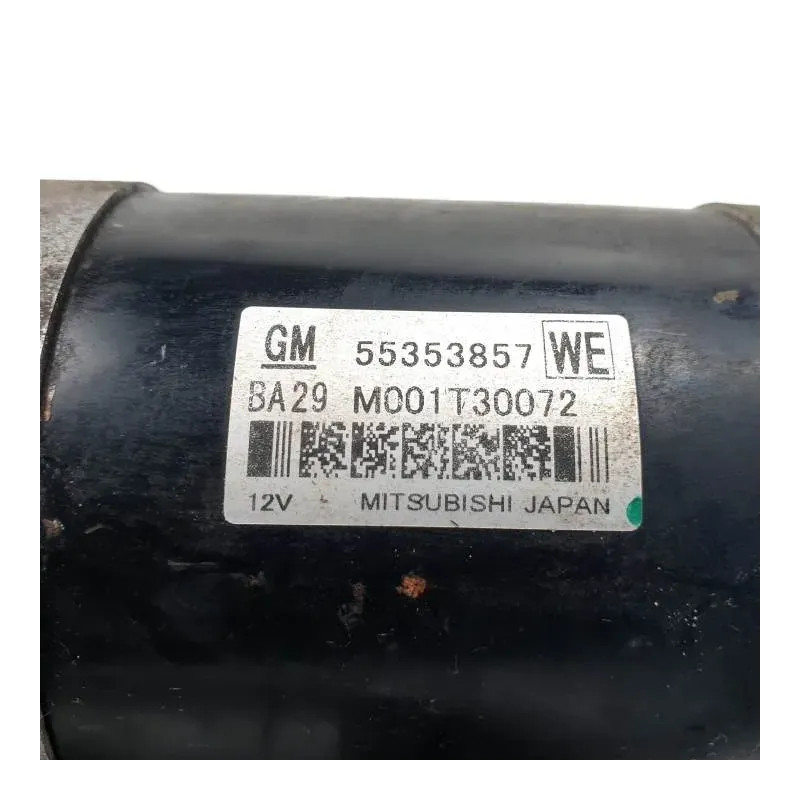 GM 55353857 WE
BA29 M001T30072
12V MITSUBISHI JAPAN